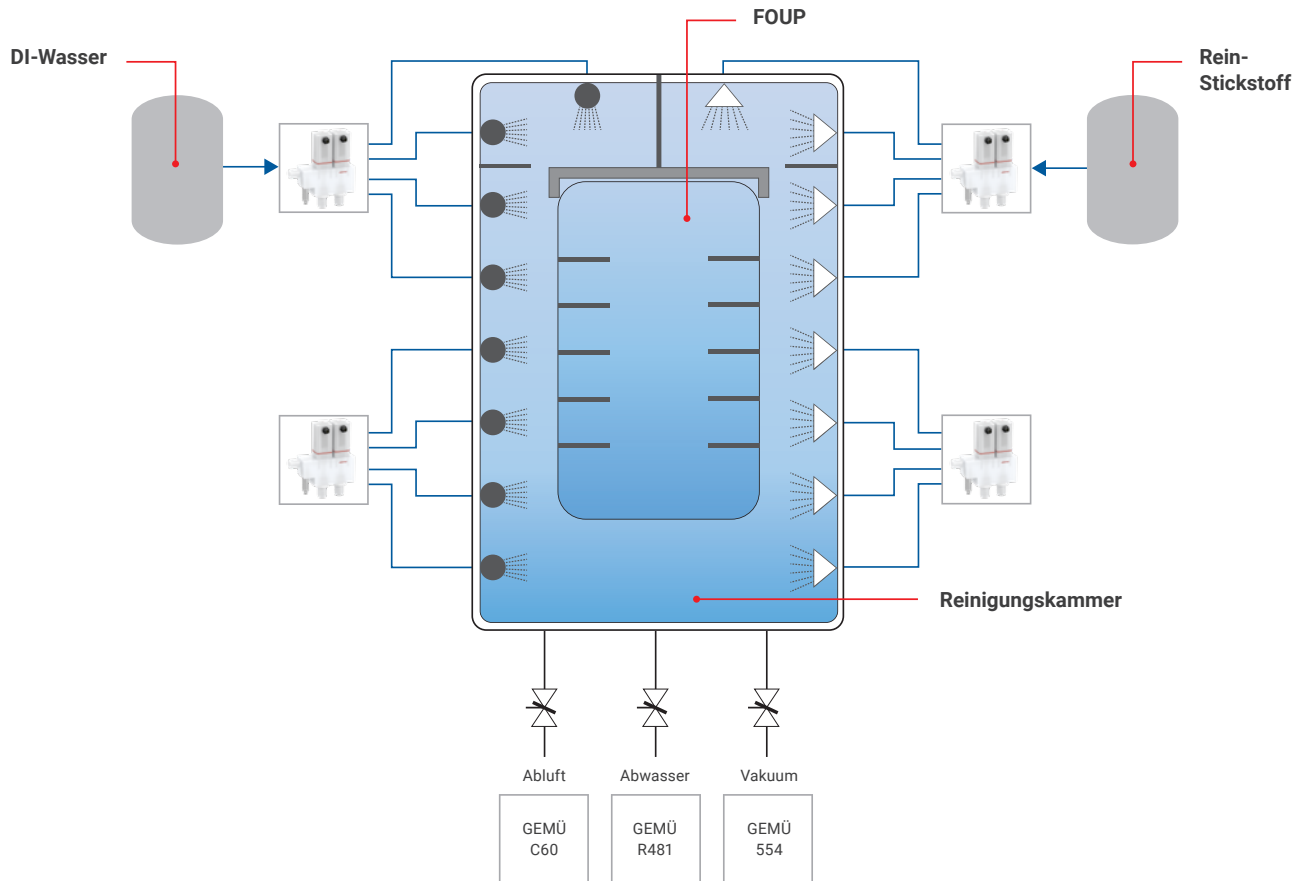 FOUP
DI-Wasser
Rein-
Stickstoff
Reinigungskammer
Abluft
Abwasser
Vakuum
GEMÜ
C60
GEMÜ
R481
GEMÜ
554